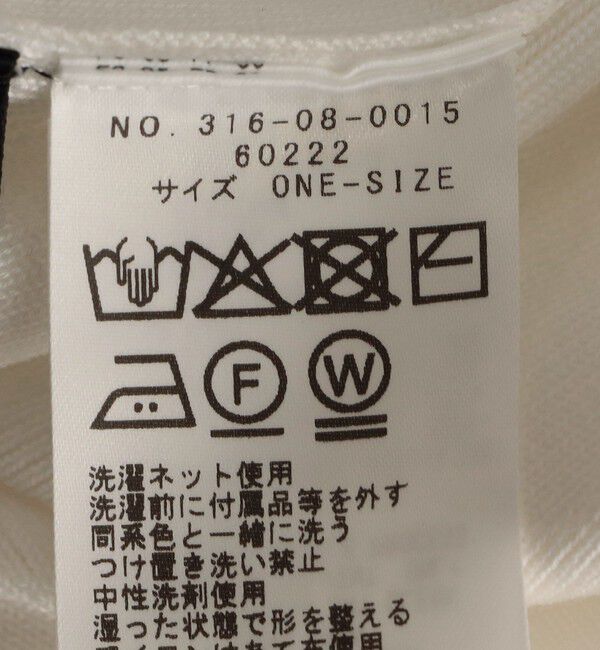 NO. 316-08-0015
60222
サイズ ONE-SIZE
F W
洗濯ネット使用
洗濯前に付属品等を外す
同系色と一緒に洗う
つけ置き洗い禁止
中性洗剤使用
湿った状態で形を整える